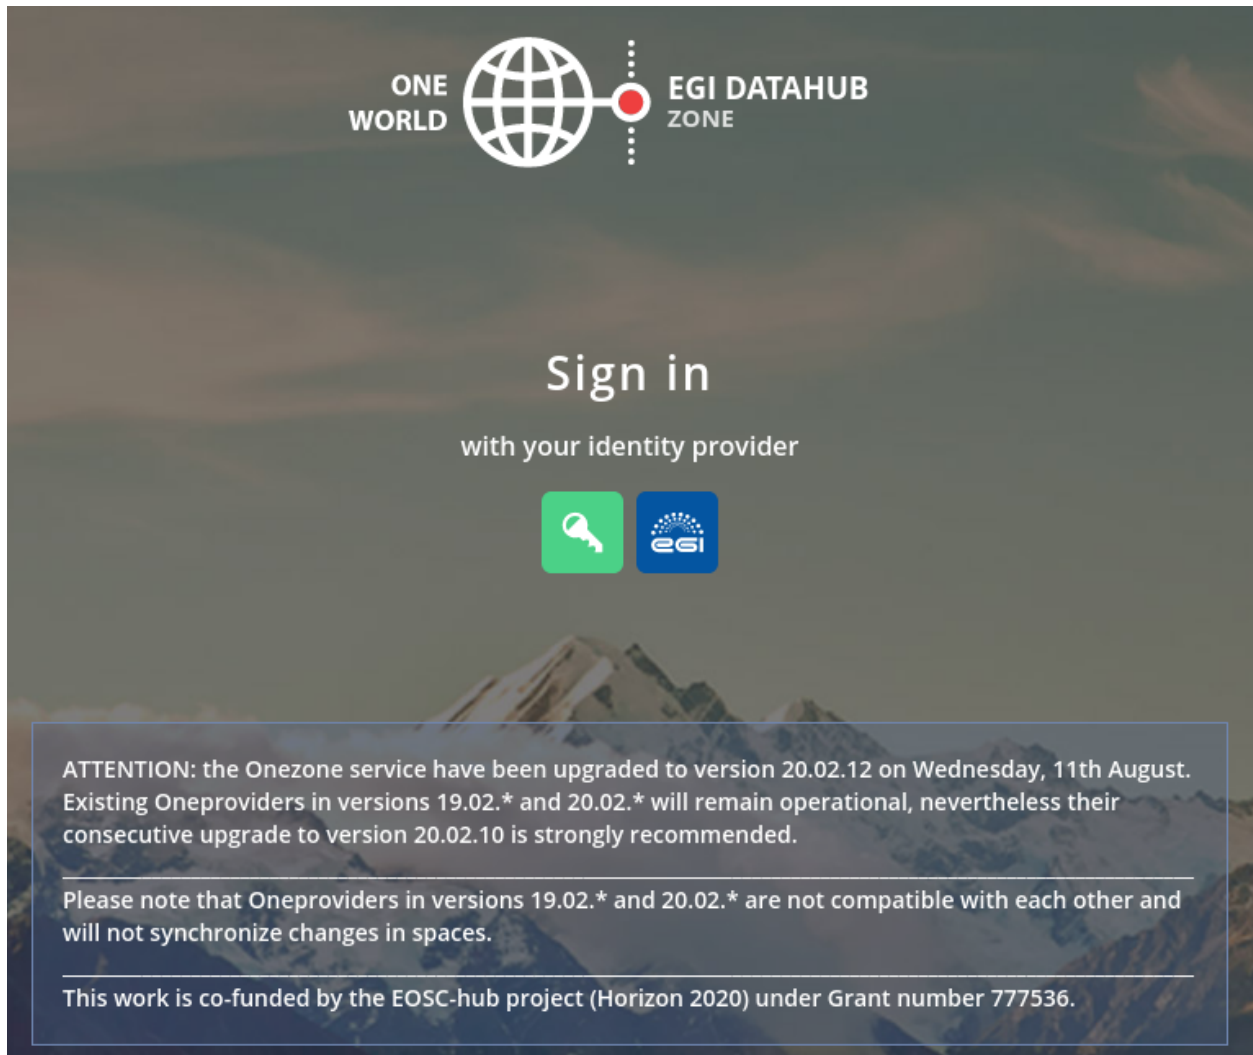 ONE
WORLD
EGI DATAHUB
ZONE
Sign in
with your identity provider
egi
ATTENTION: the Onezone service have been upgraded to version 20.02.12 on Wednesday, 11th August.
Existing Oneproviders in versions 19.02.* and 20.02.* will remain operational, nevertheless their
consecutive upgrade to version 20.02.10 is strongly recommended.
Please note that Oneproviders in versions 19.02.* and 20.02.* are not compatible with each other and
will not synchronize changes in spaces.
This work is co-funded by the EOSC-hub project (Horizon 2020) under Grant number 777536.